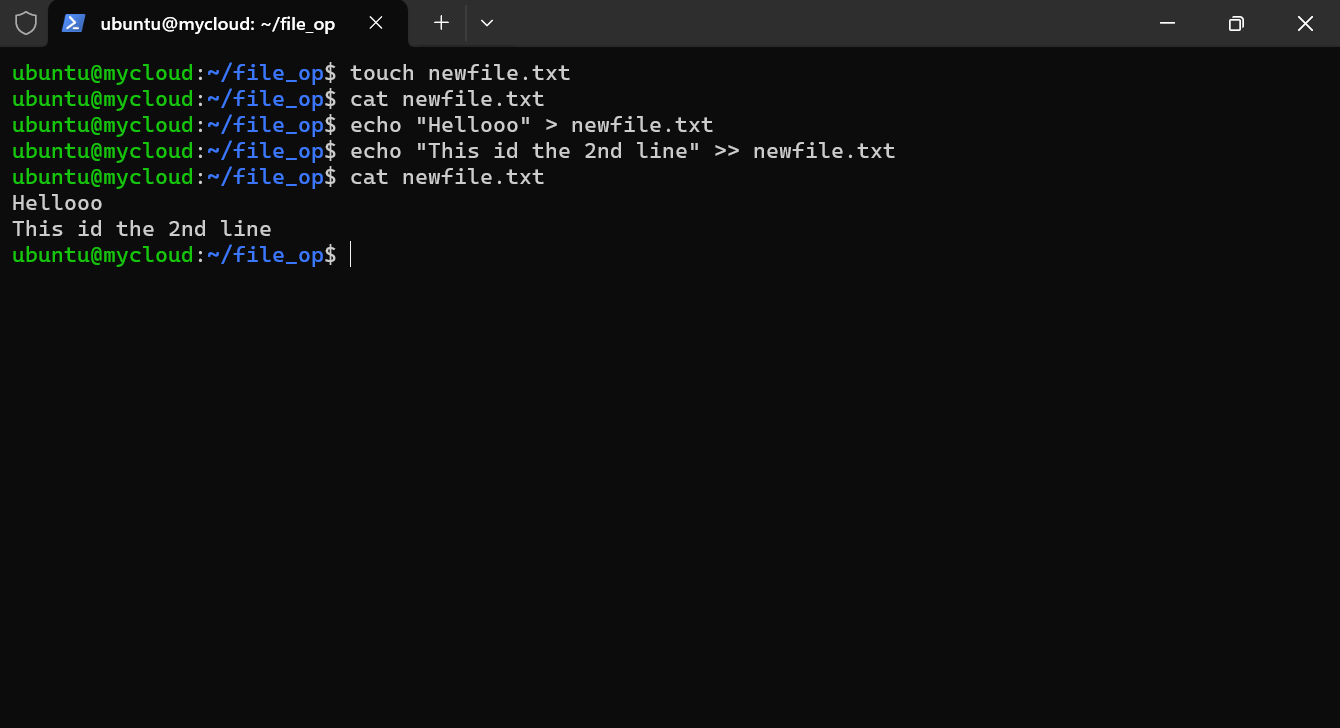 ubuntu@mycloud: ~/file_op
ubuntu@mycloud:~/file_op$ touch newfile.txt
ubuntu@mycloud:~/file_op$ cat newfile.txt
ubuntu@mycloud:~/file_op$ echo "Hellooo" > newfile.txt
ubuntu@mycloud:~/file_op$ echo "This id the 2nd line" >> newfile.txt
ubuntu@mycloud:~/file_op$ cat newfile.txt
Hellooo
This id the 2nd line
ubuntu@mycloud:~/file_op$